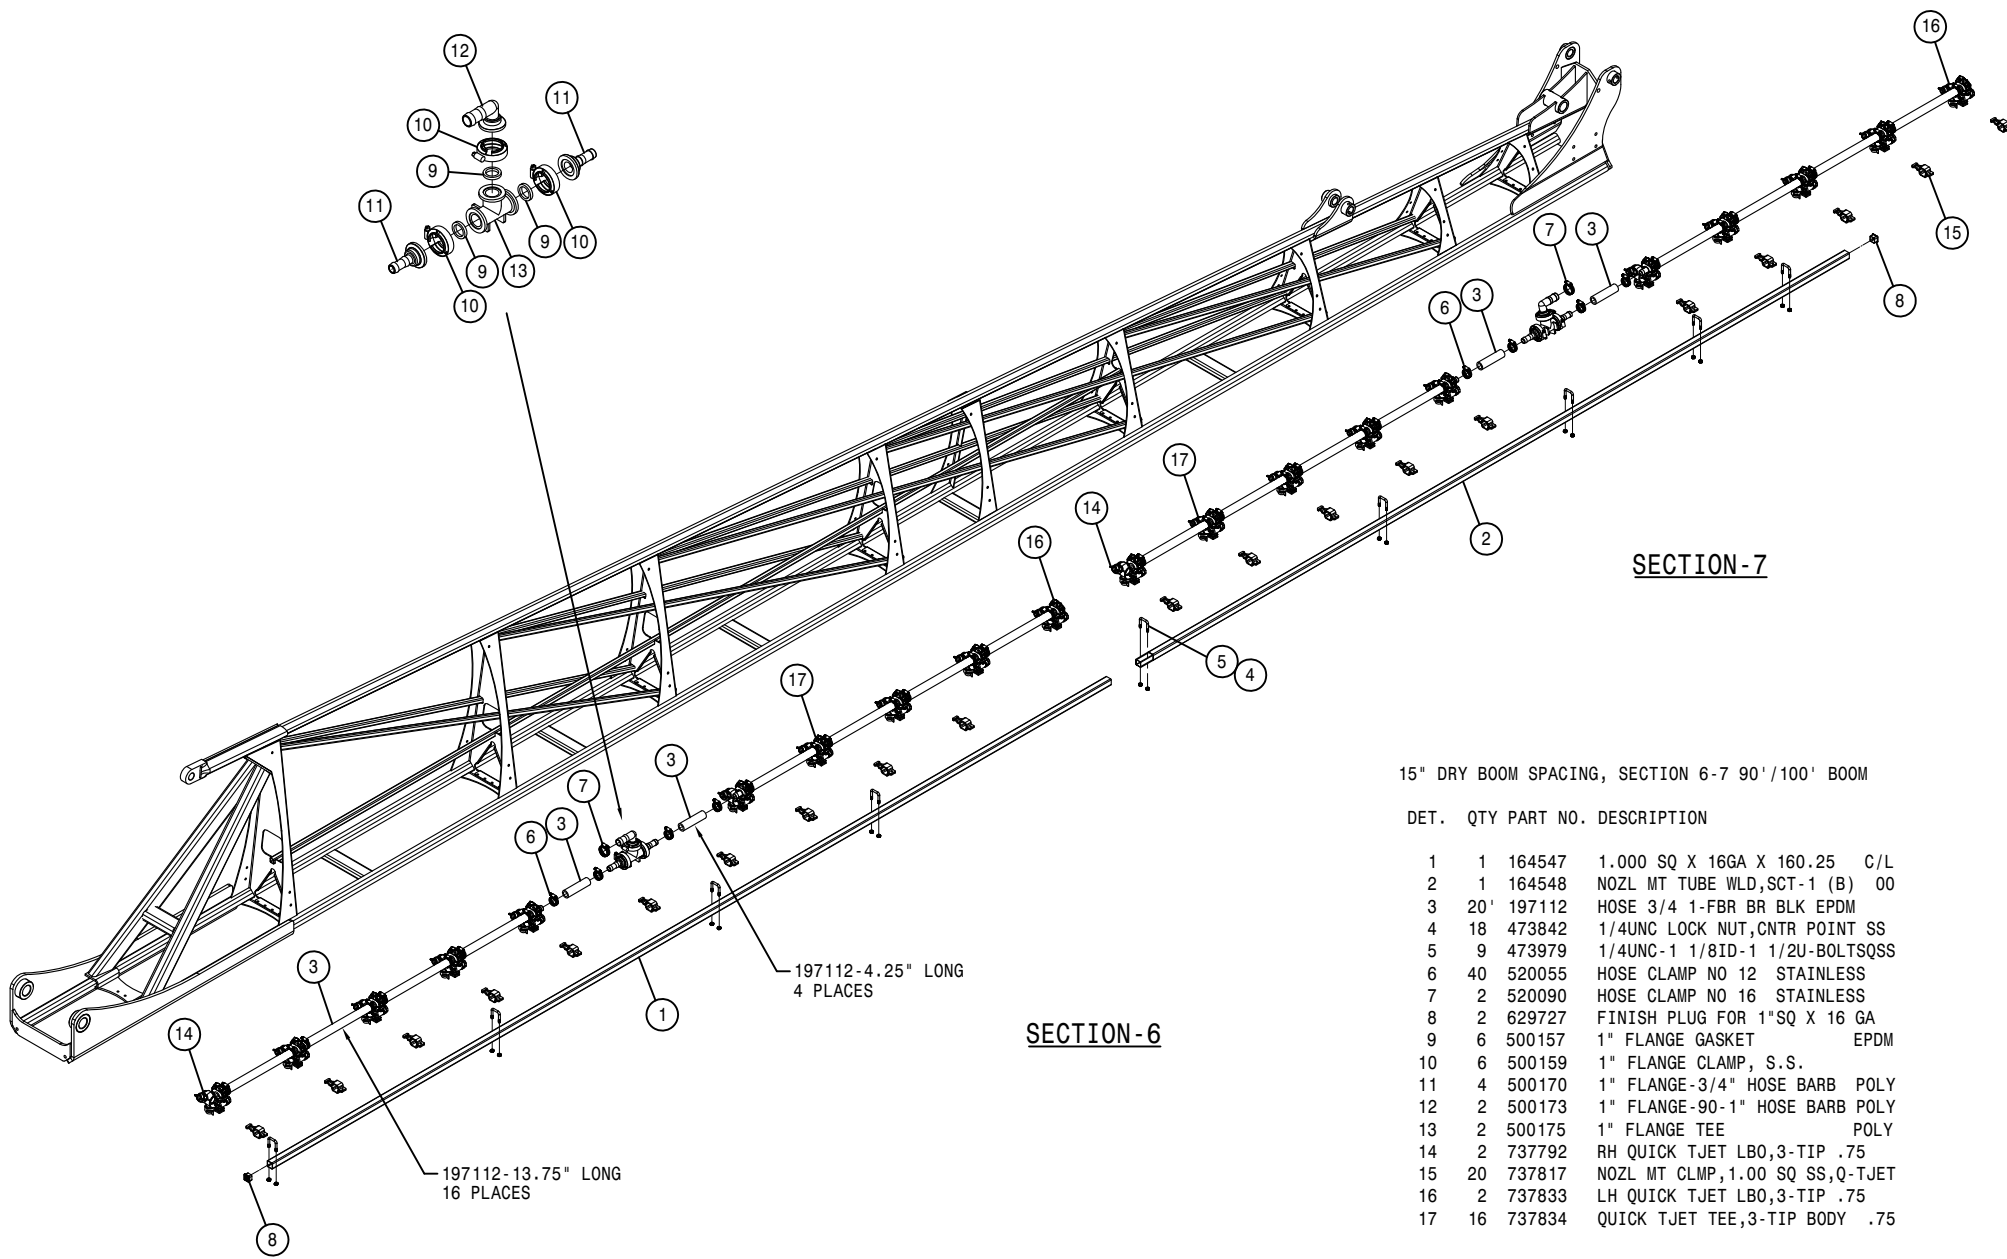 16
12
11
10
9
11
15
7
3
9
10
9
13
10
8
6
3
17
14
2
16
SECTION-7
5
4
17
3
7
6
3
15" DRY BOOM SPACING, SECTION 6-7 90'/100' BOOM
DET. QTY PART NO. DESCRIPTION
1 1 164547 1.000 SQ X 16GA X 160.25 C/L
2 1 164548 NOZL MT TUBE WLD,SCT-1 (B) 00
3 20' 197112 HOSE 3/4 1-FBR BR BLK EPDM
4 18 473842 1/4UNC LOCK NUT,CNTR POINT SS
5 9 473979 1/4UNC-1 1/8ID-1 1/2U-BOLTSQSS
6 40 520055 HOSE CLAMP NO 12 STAINLESS
7 2 520090 HOSE CLAMP NO 16 STAINLESS
8 2 629727 FINISH PLUG FOR 1"SQ X 16 GA
9 6 500157 1" FLANGE GASKET EPDM
10 6 500159 1" FLANGE CLAMP, S.S.
11 4 500170 1" FLANGE-3/4" HOSE BARB POLY
12 2 500173 1" FLANGE-90-1" HOSE BARB POLY
13 2 500175 1" FLANGE TEE POLY
14 2 737792 RH QUICK TJET LBO,3-TIP .75
15 20 737817 NOZL MT CLMP,1.00 SQ SS,Q-TJET
16 2 737833 LH QUICK TJET LBO,3-TIP .75
17 16 737834 QUICK TJET TEE,3-TIP BODY .75
3
197112-4.25" LONG
4 PLACES
1
SECTION-6
14
197112-13.75" LONG
16 PLACES
8